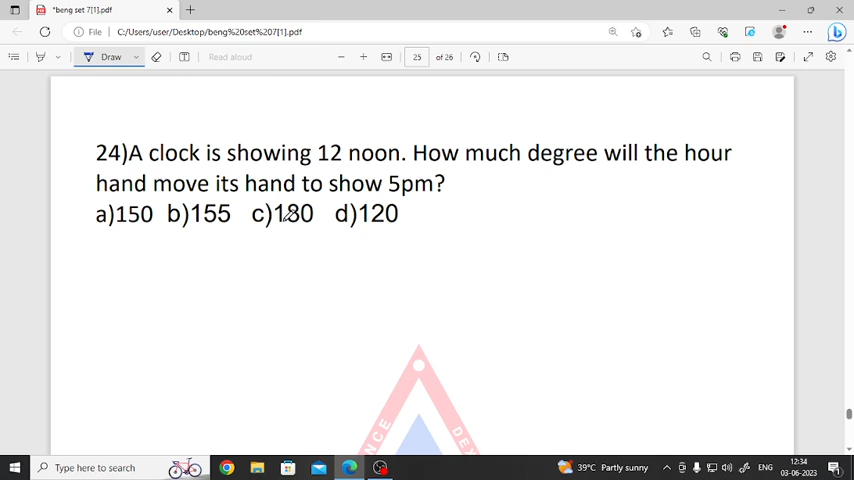 *beng set 7[1].pdf
File
C:/Users/user/Desktop/beng%20set%207[1].pdf
Draw
Read aloud
25
of 26
24)A clock is showing 12 noon. How much degree will the hour
hand move its hand to show 5pm?
a)150 b)155 c)180 d)120
NCE
DEX
Type here to search
39°C Partly sunny
ENG
12:34
03-06-2023